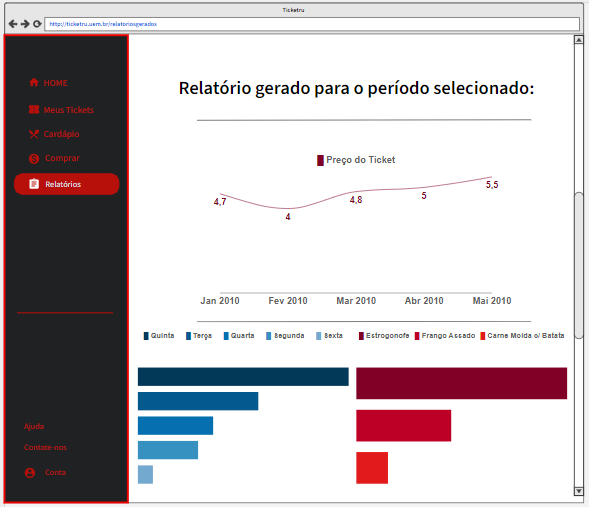 Ticketru
http://ticketru.uem.br/relatoriosgerados
HOME
Meus Tickets
Cardápio
Comprar
Relatórios
Ajuda
Contate-nos
Conta
Relatório gerado para o período selecionado:
Preço do Ticket
4,7
4
4,8
5
5,5
Jan 2010 Fev 2010 Mar 2010 Abr 2010 Mai 2010
Quinta Terça Quarta Segunda Sexta Estrogonofe Frango Assado Carne Moída c/ Batata